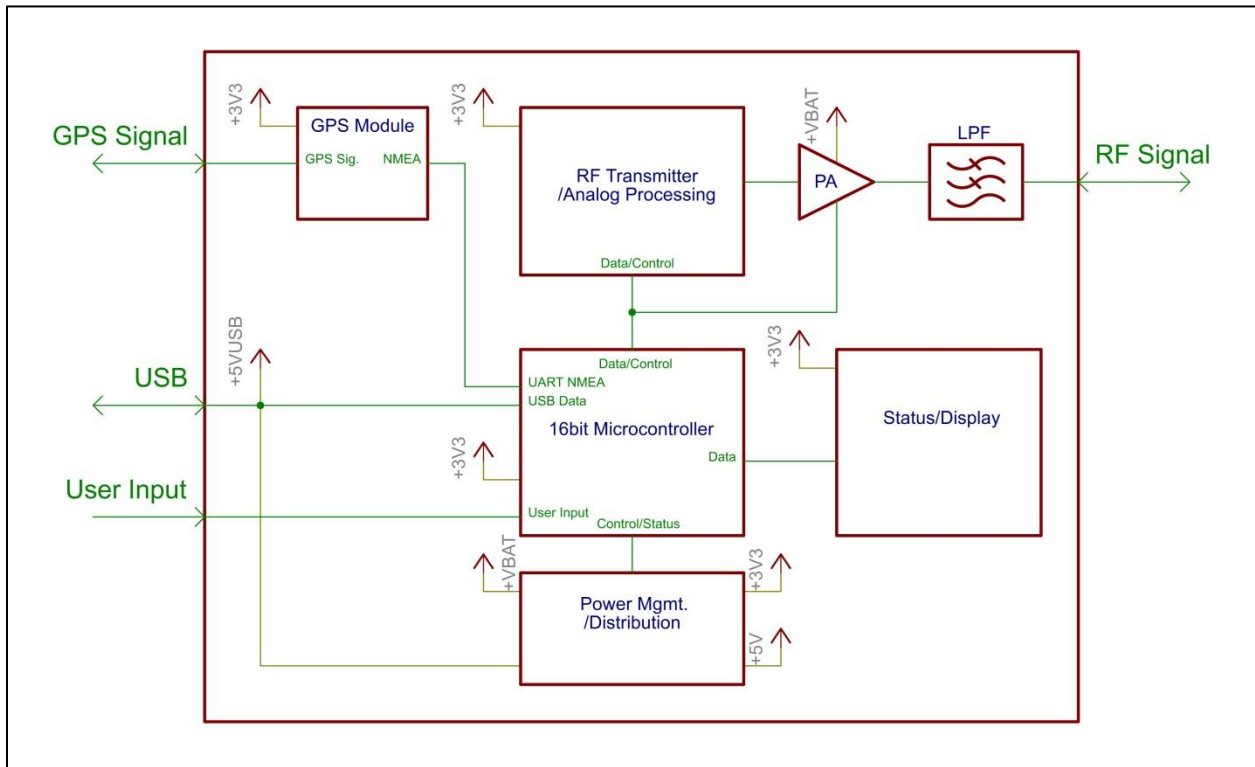 +3V3
GPS Module
GPS Signal
GPS Sig.
NMEA
+3V3
RF Transmitter
/Analog Processing
Data/Control
+VBAT
PA
LPF
RF Signal
+5VUSB
USB
Data/Control
UART NMEA
USB Data
16bit Microcontroller
+3V3
Data
User Input
User Input
Control/Status
+3V3
Status/Display
+VBAT
Power Mgmt.
/Distribution
+3V3
+5V